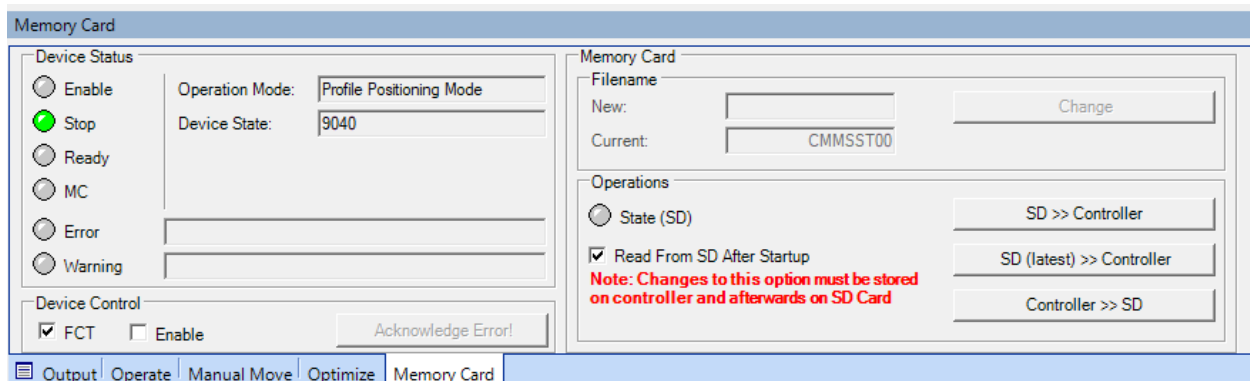 Memory Card
Device Status
Enable
Operation Mode: Profile Positioning Mode
Stop
Device State: 9040
Ready
MC
Error
Warning
Device Control
FCT Enable Acknowledge Error!
Memory Card
Filename
New: Change
Current: CMMSST00
Operations
State (SD) SD >> Controller
Read From SD After Startup SD (latest) >> Controller
Note: Changes to this option must be stored
on controller and afterwards on SD Card
Controller >> SD
Output Operate Manual Move Optimize Memory Card